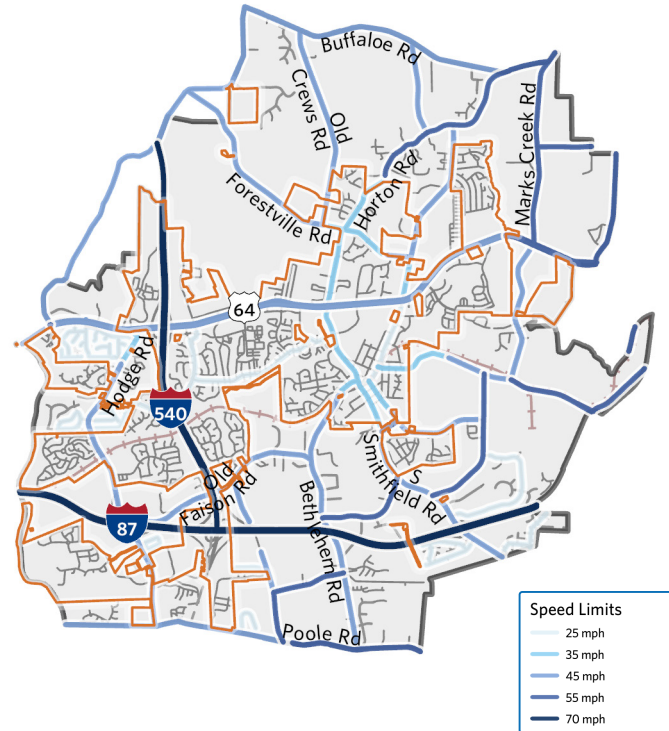 Buffaloe Rd
Old
Crews Rd
Marks Creek Rd
Horton Rd
Forestville Rd
64
Hodge Rd
540
Old
Faison Rd
S
Smithfield Rd
Bethlehem Rd
87
Poole Rd
Speed Limits
25 mph
35 mph
45 mph
55 mph
70 mph